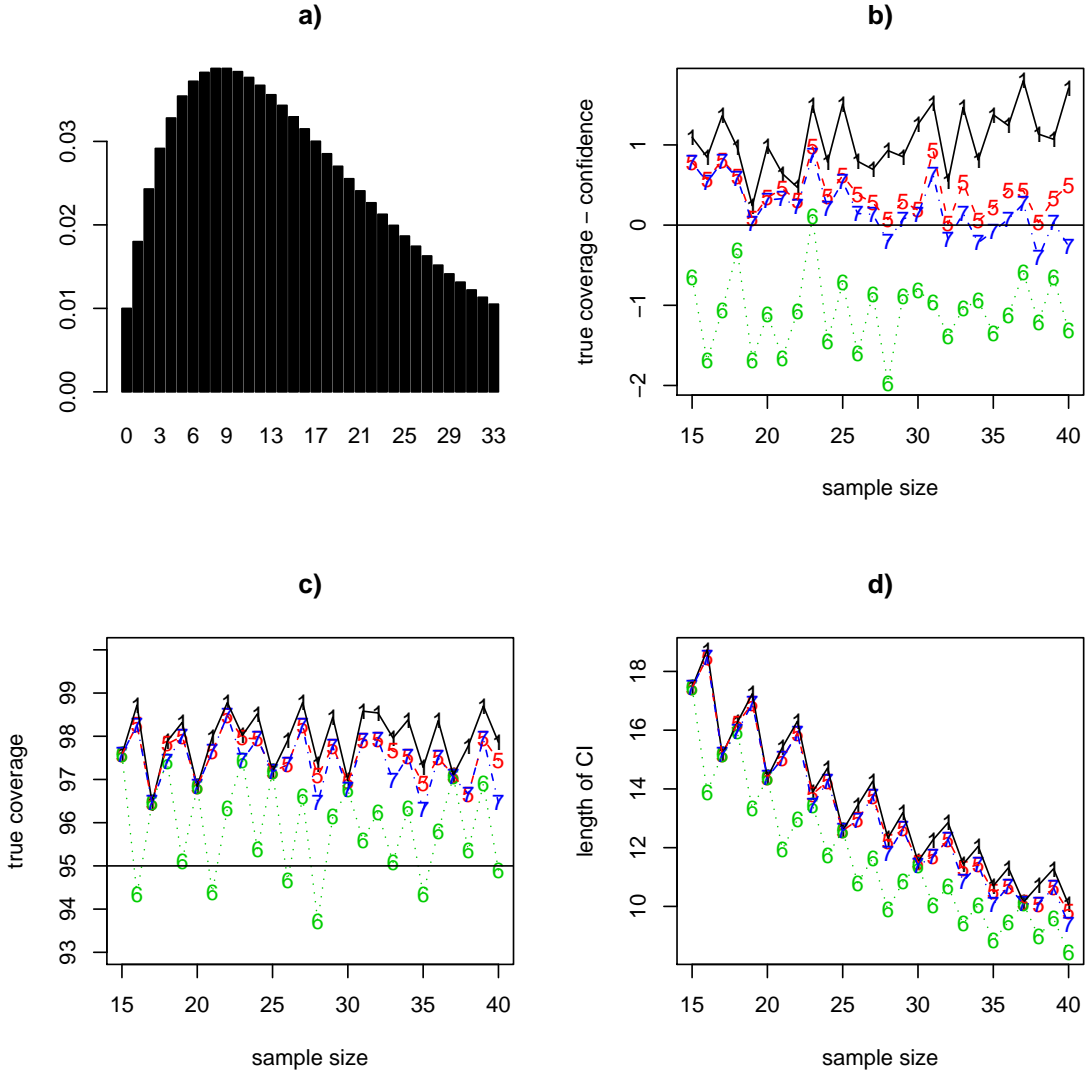 a)
0.03
0.02
0.01
0.00
0 3 6 9 13 17 21 25 29 33
b)
true coverage − confidence
1
0
−1
−2
15 20 25 30 35 40
sample size
c)
true coverage
99
98
97
96
95
94
93
15 20 25 30 35 40
sample size
d)
length of CI
18
16
14
12
10
15 20 25 30 35 40
sample size